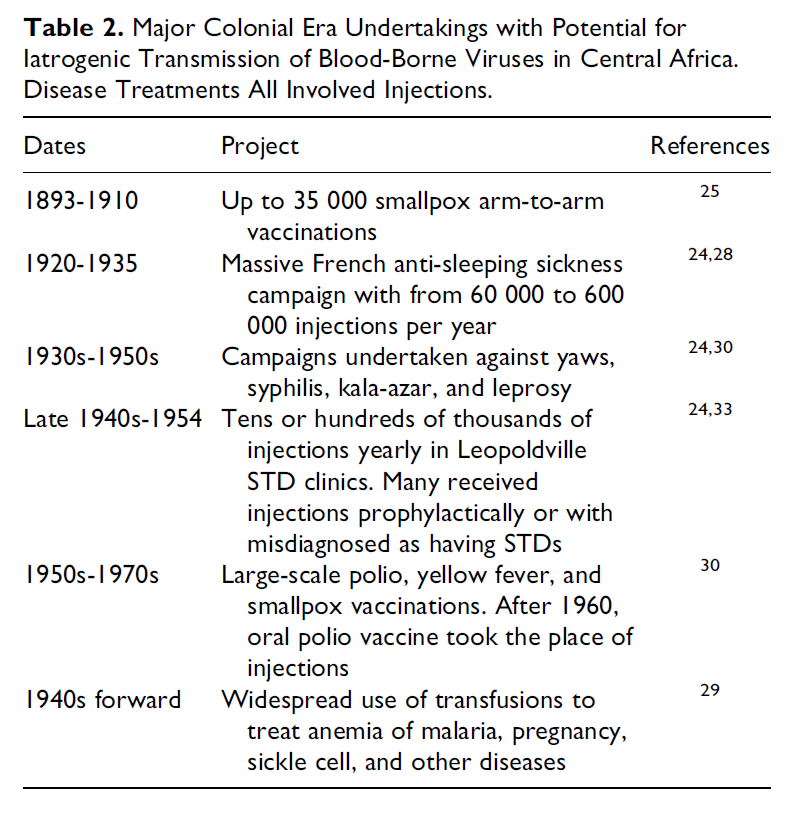 Table 2. Major Colonial Era Undertakings with Potential for
Iatrogenic Transmission of Blood-Borne Viruses in Central Africa.
Disease Treatments All Involved Injections.
Dates Project References
1893-1910 Up to 35 000 smallpox arm-to-arm 25
vaccinations
1920-1935 Massive French anti-sleeping sickness 24,28
campaign with from 60 000 to 600
000 injections per year
1930s-1950s Campaigns undertaken against yaws, 24,30
syphilis, kala-azar, and leprosy
Late 1940s-1954 Tens or hundreds of thousands of 24,33
injections yearly in Leopoldville
STD clinics. Many received
injections prophylactically or with
misdiagnosed as having STDs
1950s-1970s Large-scale polio, yellow fever, and 30
smallpox vaccinations. After 1960,
oral polio vaccine took the place of
injections
1940s forward Widespread use of transfusions to 29
treat anemia of malaria, pregnancy,
sickle cell, and other diseases